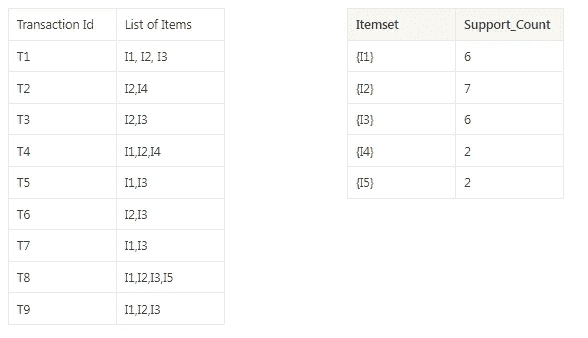 Transaction Id List of Items
T1 I1, I2, I3
T2 I2,I4
T3 I2,I3
T4 I1,I2,I4
T5 I1,I3
T6 I2,I3
T7 I1,I3
T8 I1,I2,I3,I5
T9 I1,I2,I3
Itemset Support_Count
{I1} 6
{I2} 7
{I3} 6
{I4} 2
{I5} 2